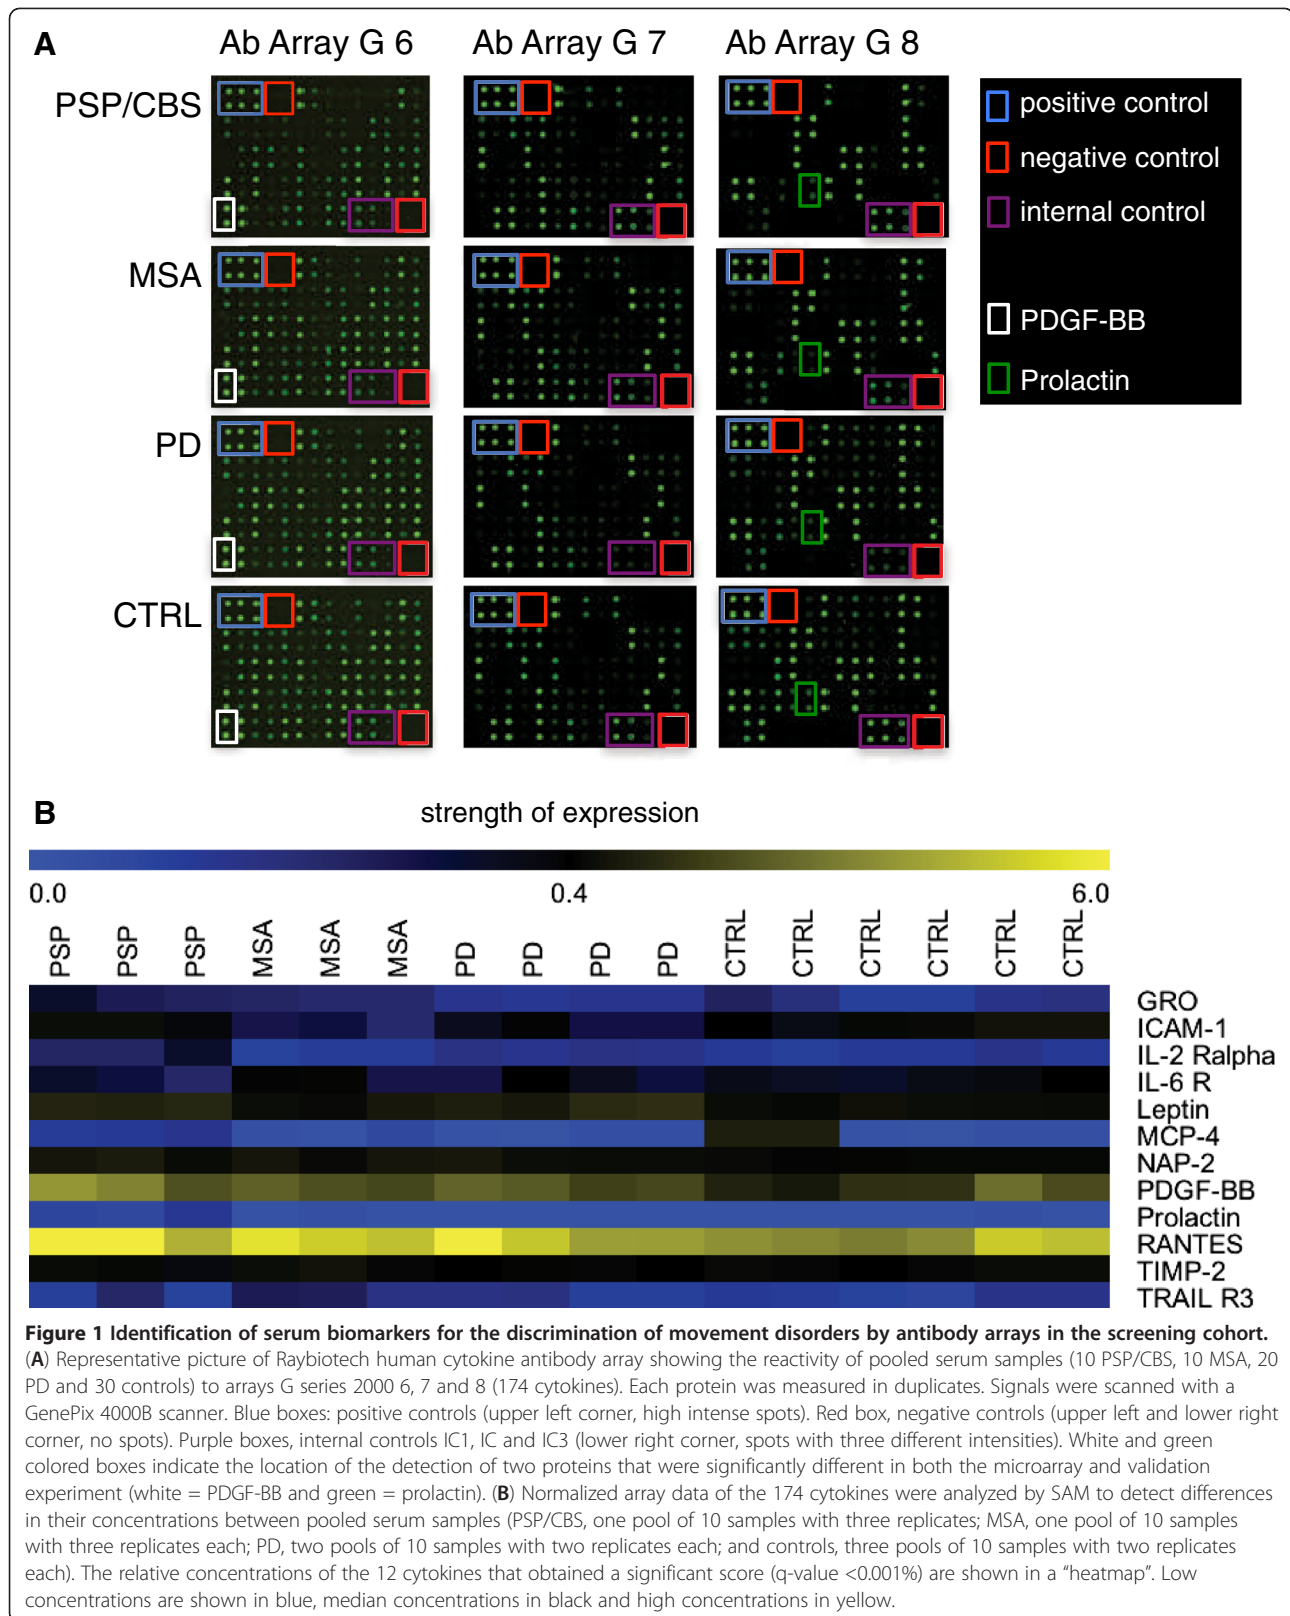 A
Ab Array G 6
Ab Array G 7
Ab Array G 8
PSP/CBS
MSA
PD
CTRL
positive control
negative control
internal control
PDGF-BB
Prolactin
B
strength of expression
0.0
0.4
6.0
PSP
PSP
PSP
MSA
MSA
MSA
PD
PD
PD
PD
CTRL
CTRL
CTRL
CTRL
CTRL
CTRL
GRO
ICAM-1
IL-2 Ralpha
IL-6 R
Leptin
MCP-4
NAP-2
PDGF-BB
Prolactin
RANTES
TIMP-2
TRAIL R3
Figure 1 Identification of serum biomarkers for the discrimination of movement disorders by antibody arrays in the screening cohort.
(A) Representative picture of Raybiotech human cytokine antibody array showing the reactivity of pooled serum samples (10 PSP/CBS, 10 MSA, 20
PD and 30 controls) to arrays G series 2000 6, 7 and 8 (174 cytokines). Each protein was measured in duplicates. Signals were scanned with a
GenePix 4000B scanner. Blue boxes: positive controls (upper left corner, high intense spots). Red box, negative controls (upper left and lower right
corner, no spots). Purple boxes, internal controls IC1, IC and IC3 (lower right corner, spots with three different intensities). White and green
colored boxes indicate the location of the detection of two proteins that were significantly different in both the microarray and validation
experiment (white = PDGF-BB and green = prolactin). (B) Normalized array data of the 174 cytokines were analyzed by SAM to detect differences
in their concentrations between pooled serum samples (PSP/CBS, one pool of 10 samples with three replicates; MSA, one pool of 10 samples
with three replicates each; PD, two pools of 10 samples with two replicates each; and controls, three pools of 10 samples with two replicates
each). The relative concentrations of the 12 cytokines that obtained a significant score (q-value <0.001%) are shown in a “heatmap”. Low
concentrations are shown in blue, median concentrations in black and high concentrations in yellow.